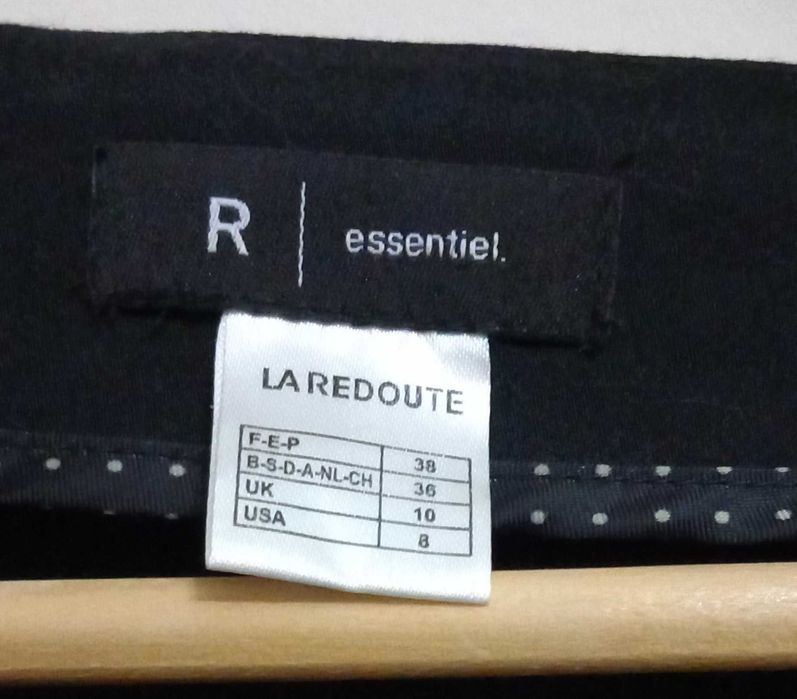 R | essentiel.
LA REDOUTE
F-E-P 38
B-S-D-A-NL-CH 36
UK 10
USA 8